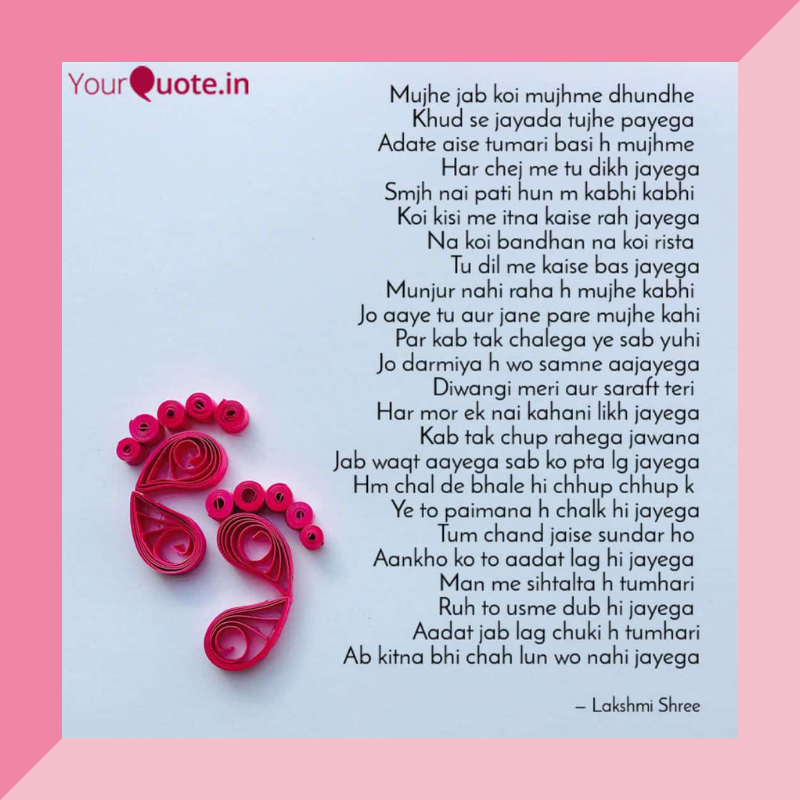 YourQuote.in
Mujhe jab koi mujhme dhundhe
Khud se jayada tujhe payega
Adate aise tumari basi h mujhme
Har chej me tu dikh jayega
Smjh nai pati hun m kabhi kabhi
Koi kisi me itna kaise rah jayega
Na koi bandhan na koi rista
Tu dil me kaise bas jayega
Munjur nahi raha h mujhe kabhi
Jo aaye tu aur jane pare mujhe kahi
Par kab tak chalega ye sab yuhi
Jo darmiya h wo samne aajayega
Diwangi meri aur saraft teri
Har mor ek nai kahani likh jayega
Kab tak chup rahega jawana
Jab waqt aayega sab ko pta lg jayega
Hm chal de bhale hi chhup chhup k
Ye to paimana h chalk hi jayega
Tum chand jaise sundar ho
Aankho ko to aadat lag hi jayega
Man me sihtalta h tumhari
Ruh to usme dub hi jayega
Aadat jab lag chuki h tumhari
Ab kitna bhi chah lun wo nahi jayega
– Lakshmi Shree